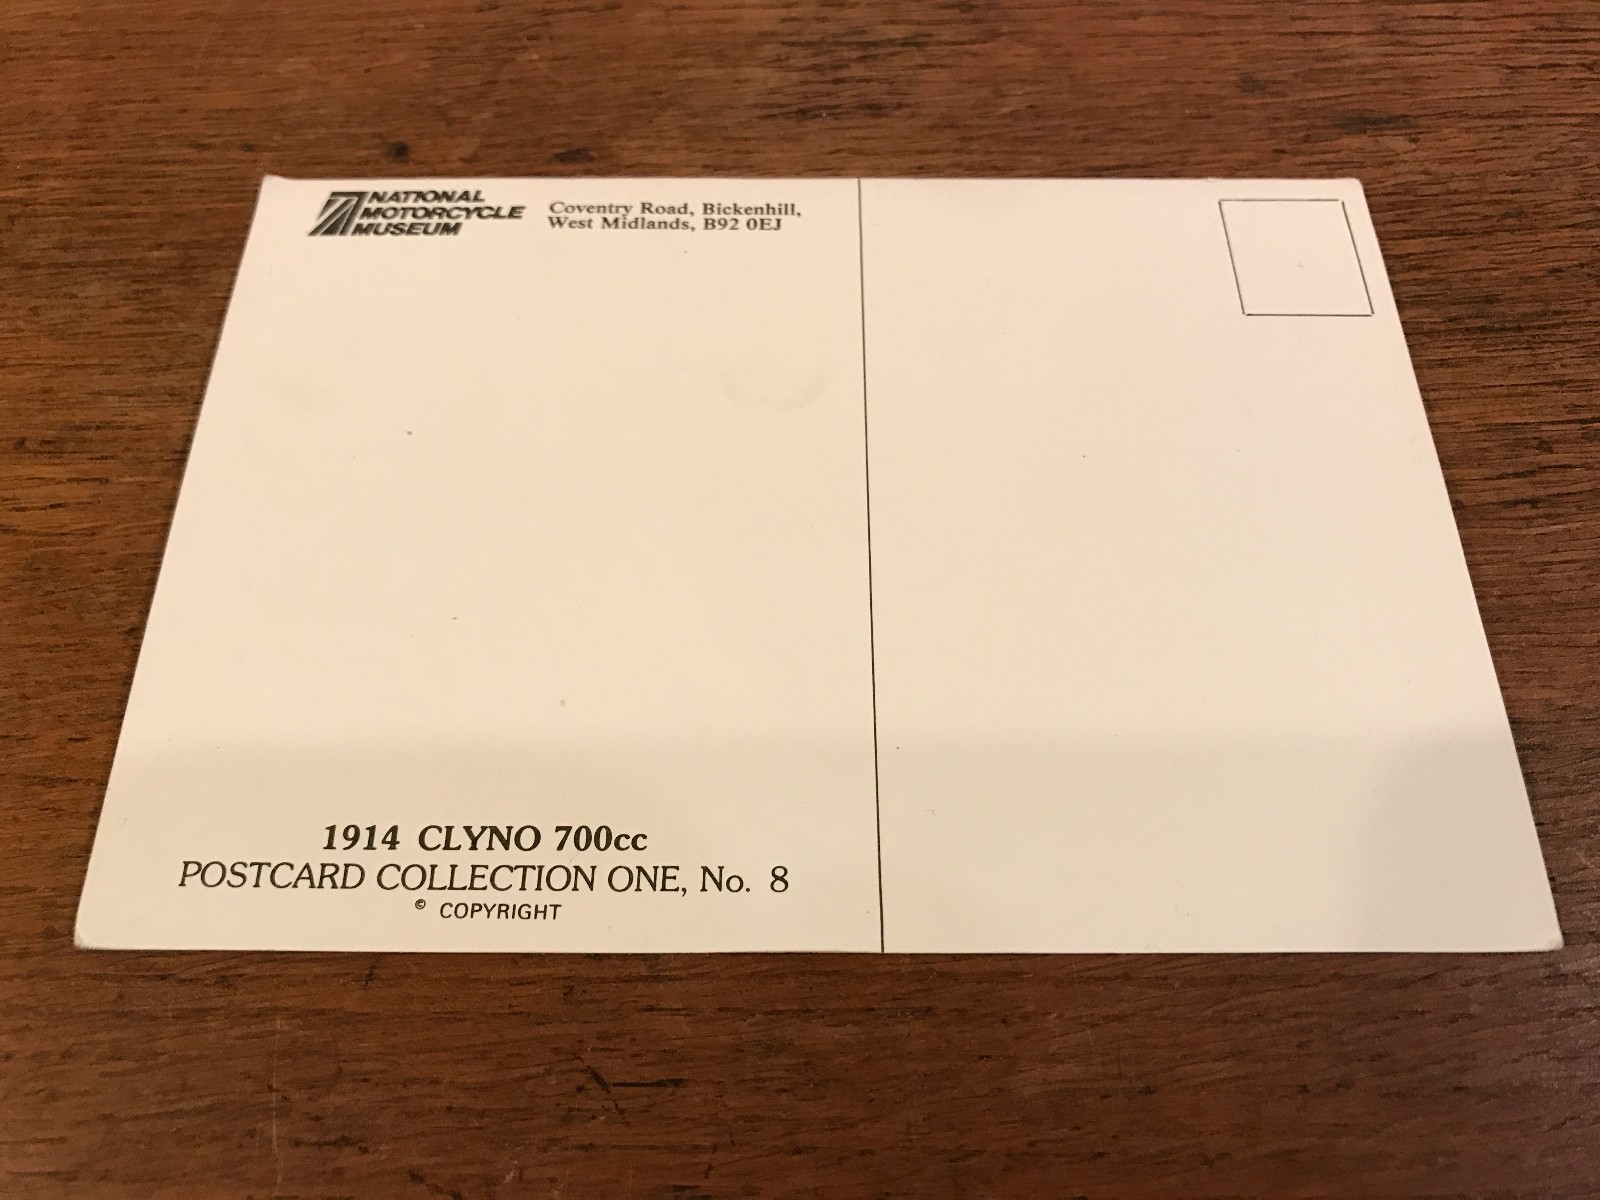 NATIONAL
MOTORCYCLE
MUSEUM
Coventry Road, Bickenhill,
West Midlands, B92 0EJ
1914 CLYNO 700cc
POSTCARD COLLECTION ONE, No. 8
© COPYRIGHT